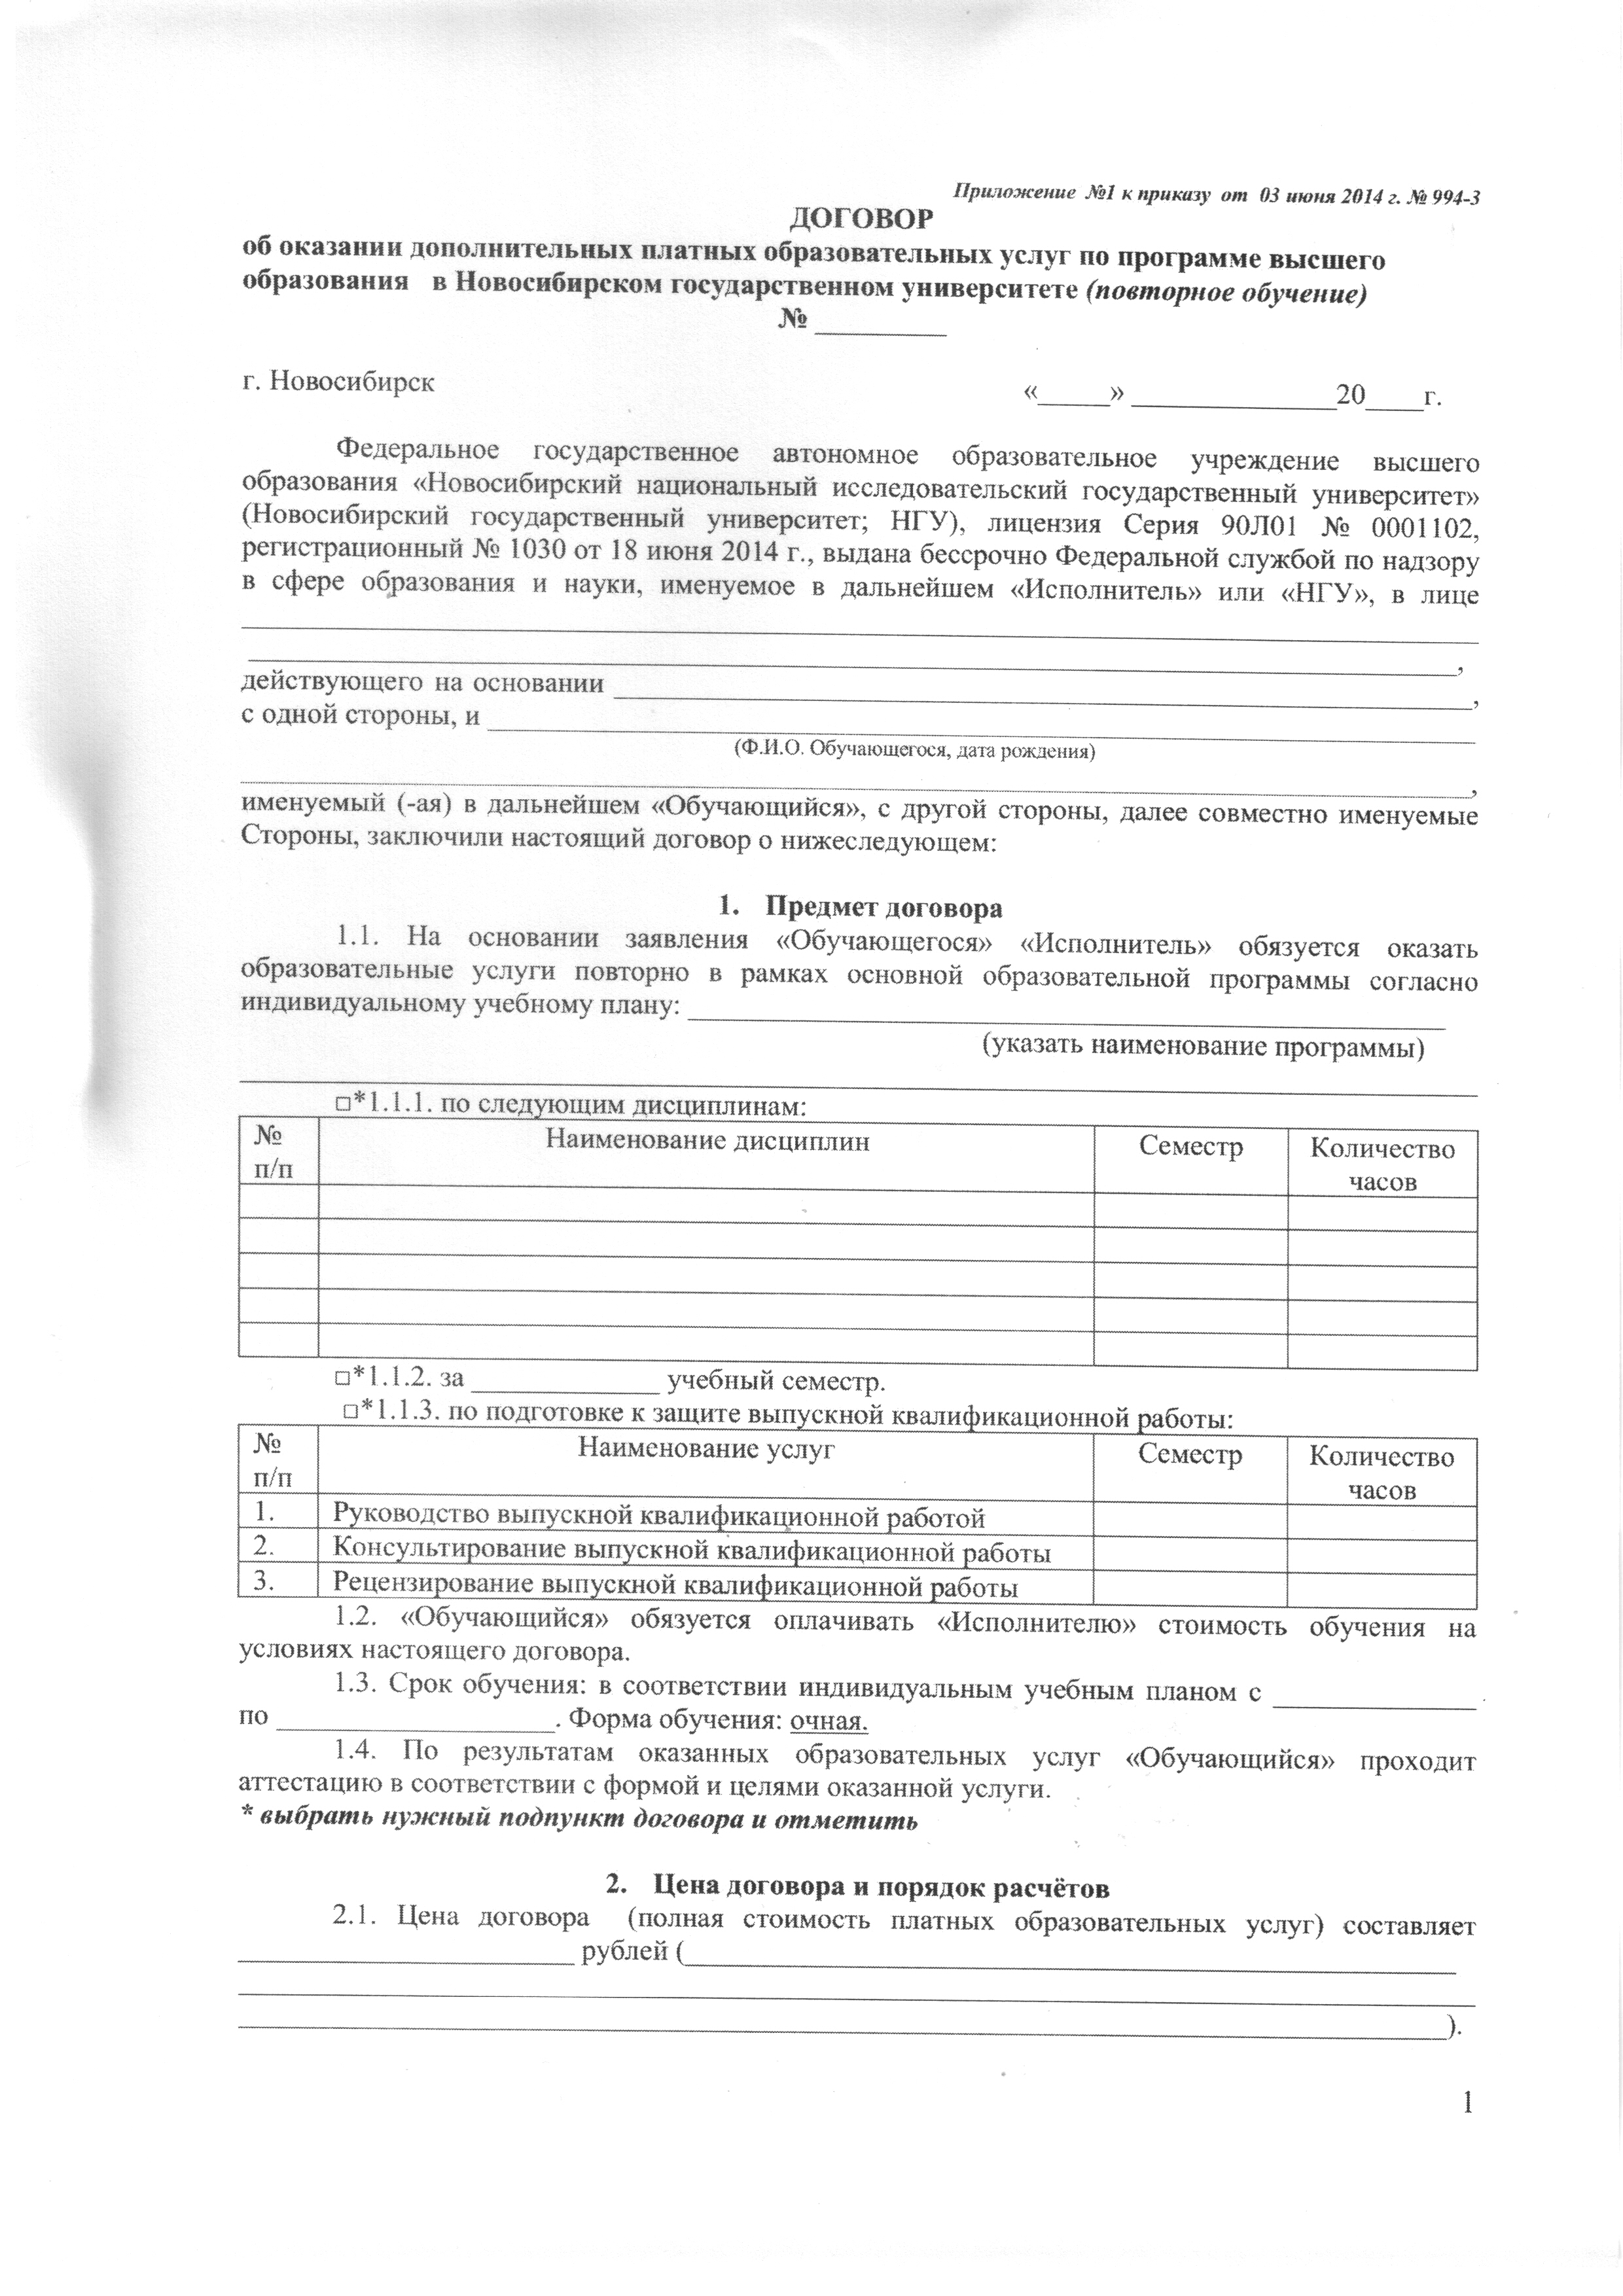 Приложение №1 к приказу от 03 июня 2014 г. № 994-3
ДОГОВОР
об оказании дополнительных платных образовательных услуг по программе высшего
образования в Новосибирском государственном университете (повторное обучение)
№ _________
г. Новосибирск «_____» ______________20____г.
Федеральное государственное автономное образовательное учреждение высшего
образования «Новосибирский национальный исследовательский государственный университет»
(Новосибирский государственный университет; НГУ), лицензия Серия 90Л01 № 0001102,
регистрационный № 1030 от 18 июня 2014 г., выдана бессрочно Федеральной службой по надзору
в сфере образования и науки, именуемое в дальнейшем «Исполнитель» или «НГУ», в лице
,
действующего на основании ______________________________,
с одной стороны, и ______________________________
(Ф.И.О. Обучающегося, дата рождения)
,
именуемый (-ая) в дальнейшем «Обучающийся», с другой стороны, далее совместно именуемые
Стороны, заключили настоящий договор о нижеследующем:
1. Предмет договора
1.1. На основании заявления «Обучающегося» «Исполнитель» обязуется оказать
образовательные услуги повторно в рамках основной образовательной программы согласно
индивидуальному учебному плану: ______________________________
(указать наименование программы)
□*1.1.1. по следующим дисциплинам:
№ Наименование дисциплин Семестр Количество
п/п часов
□*1.1.2. за _____________ учебный семестр.
□*1.1.3. по подготовке к защите выпускной квалификационной работы:
№ Наименование услуг Семестр Количество
п/п часов
1. Руководство выпускной квалификационной работой
2. Консультирование выпускной квалификационной работы
3. Рецензирование выпускной квалификационной работы
1.2. «Обучающийся» обязуется оплачивать «Исполнителю» стоимость обучения на
условиях настоящего договора.
1.3. Срок обучения: в соответствии индивидуальным учебным планом с ______________
по ___________________. Форма обучения: очная.
1.4. По результатам оказанных образовательных услуг «Обучающийся» проходит
аттестацию в соответствии с формой и целями оказанной услуги.
* выбрать нужный подпункт договора и отметить
2. Цена договора и порядок расчётов
2.1. Цена договора (полная стоимость платных образовательных услуг) составляет
_______________________ рублей (______________________________
).
1